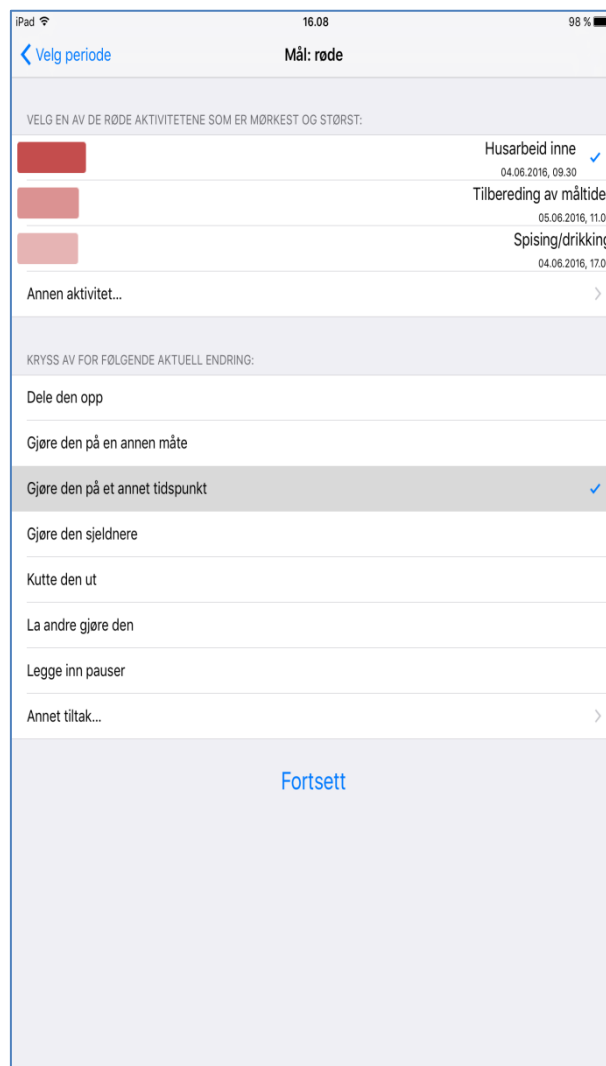 iPad 16.08 98 %
Velg periode Mål: røde
VELG EN AV DE RØDE AKTIVITETENE SOM ER MØRKEST OG STØRST:
Husarbeid inne
04.06.2016, 09.30
Tilbereding av måltide
05.06.2016, 11.0
Spising/drikking
04.06.2016, 17.0
Annen aktivitet...
KRYSS AV FOR FØLGENDE AKTUELL ENDRING:
Dele den opp
Gjøre den på en annen måte
Gjøre den på et annet tidspunkt
Gjøre den sjeldnere
Kutte den ut
La andre gjøre den
Legge inn pauser
Annet tiltak...
Fortsett